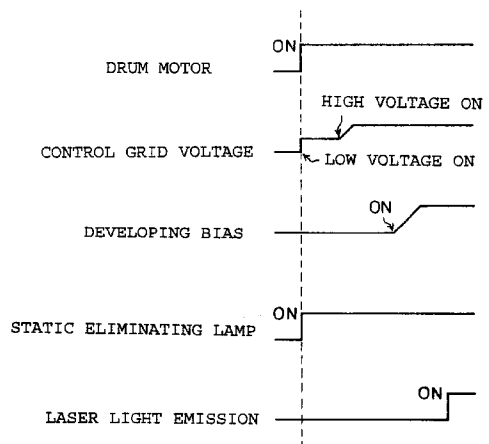 ON
DRUM MOTOR
HIGH VOLTAGE ON
CONTROL GRID VOLTAGE
LOW VOLTAGE ON
ON
DEVELOPING BIAS
ON
STATIC ELIMINATING LAMP
ON
LASER LIGHT EMISSION